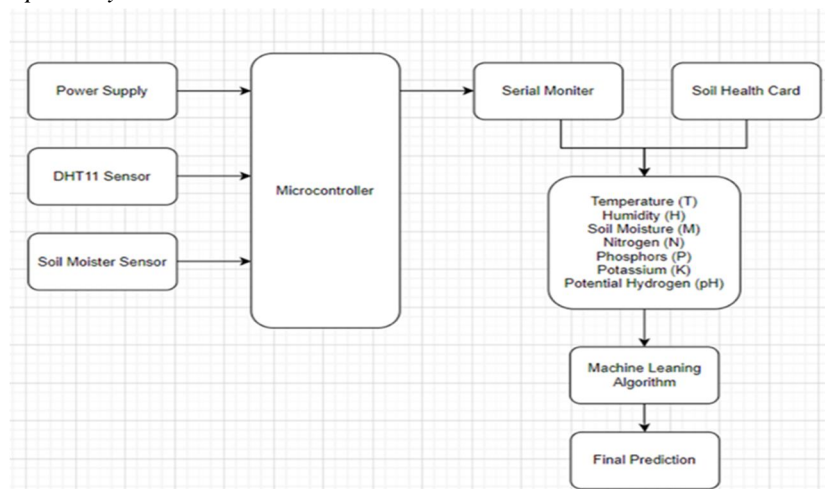 Power Supply
DHT11 Sensor
Soil Moister Sensor
Microcontroller
Serial Moniter
Soil Health Card
Temperature (T)
Humidity (H)
Soil Moisture (M)
Nitrogen (N)
Phosphors (P)
Potassium (K)
Potential Hydrogen (pH)
Machine Leaning
Algorithm
Final Prediction